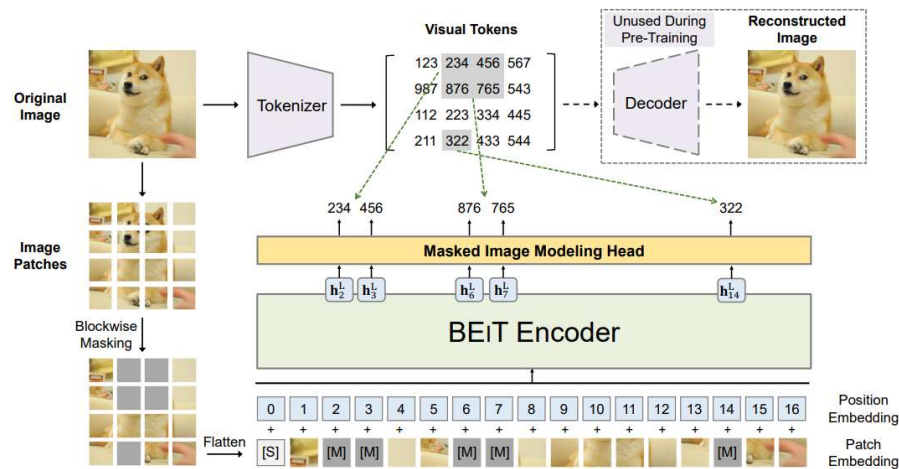 Visual Tokens
Unused During
Pre-Training
Reconstructed
Image
Original
Image
Tokenizer
123 234 456 567
987 876 765 543
112 223 334 445
211 322 433 544
Decoder
Image
Patches
234 456 876 765 322
Masked Image Modeling Head
h₂ᴸ h₃ᴸ h₆ᴸ h₇ᴸ h₁₄ᴸ
BEIT Encoder
Blockwise
Masking
0 1 2 3 4 5 6 7 8 9 10 11 12 13 14 15 16
Position
Embedding
+ + + + + + + + + + + + + + + + +
Flatten
[S] [M] [M] [M] [M] [M]
Patch
Embedding